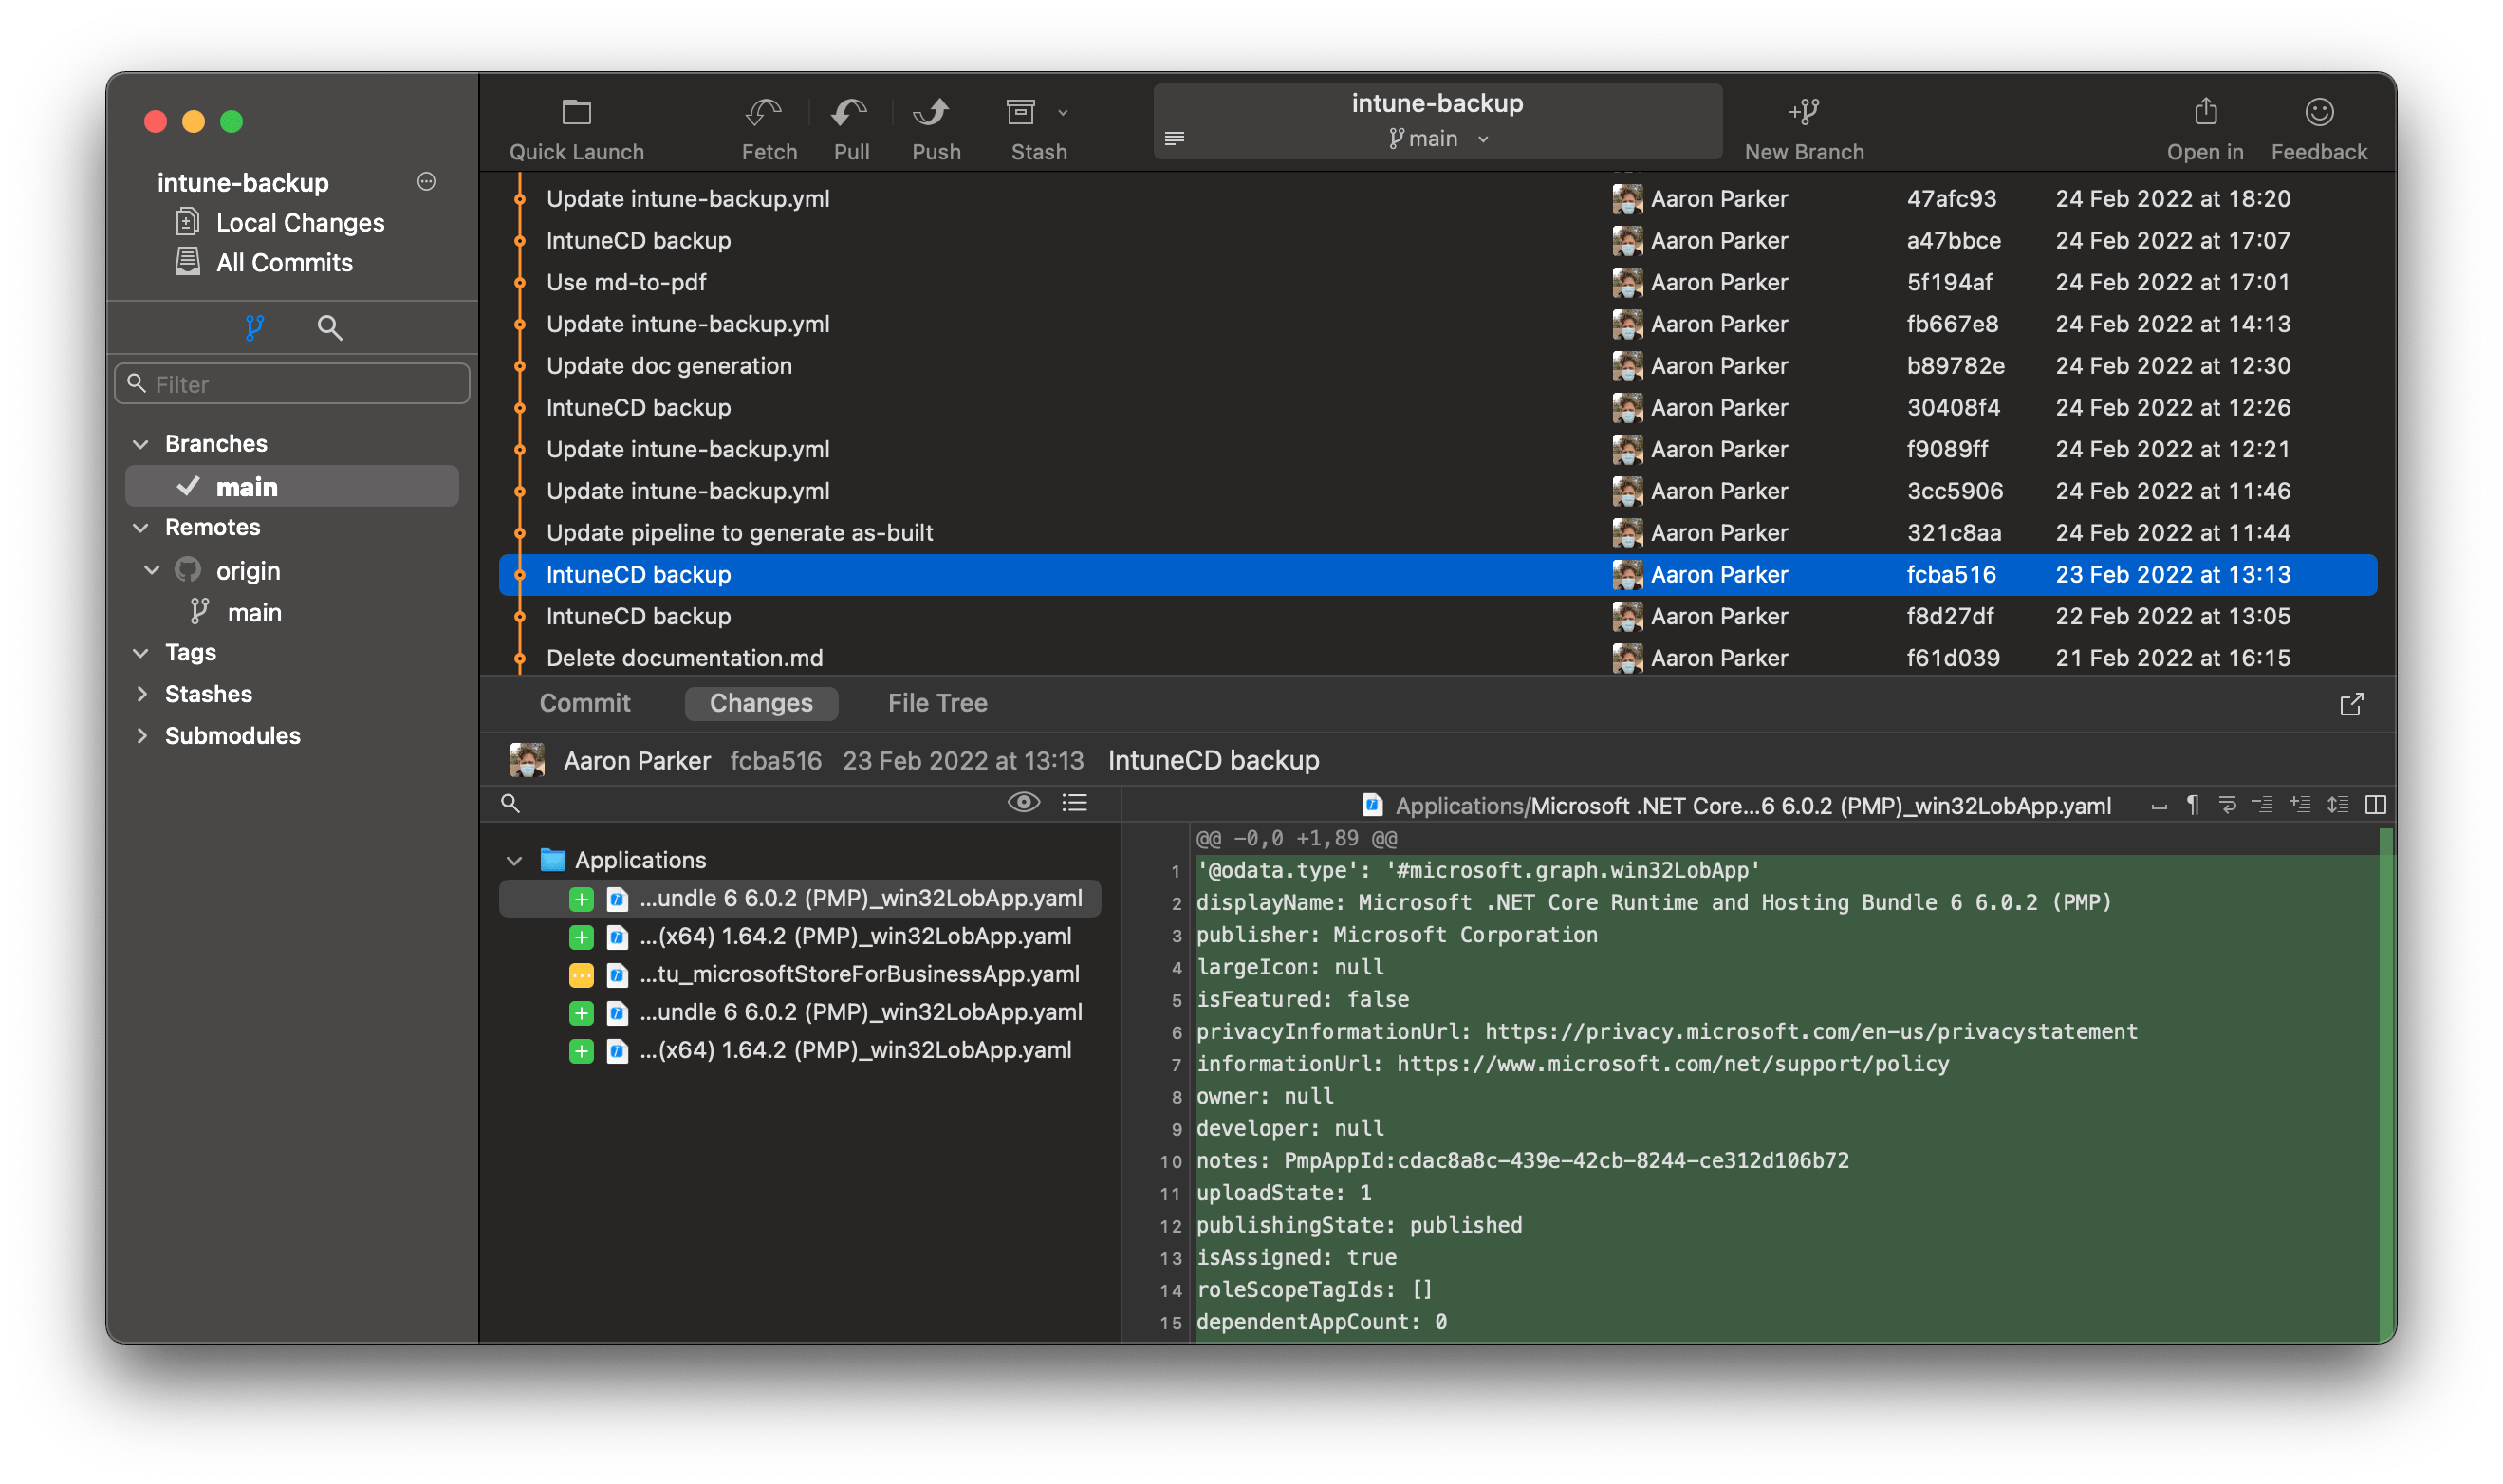 intune-backup
Local Changes
All Commits
Filter
Branches
main
Remotes
origin
main
Tags
Stashes
Submodules
Quick Launch
Fetch
Pull
Push
Stash
intune-backup
main
New Branch
Open in
Feedback
Update intune-backup.yml Aaron Parker 47afc93 24 Feb 2022 at 18:20
IntuneCD backup Aaron Parker a47bbce 24 Feb 2022 at 17:07
Use md-to-pdf Aaron Parker 5f194af 24 Feb 2022 at 17:01
Update intune-backup.yml Aaron Parker fb667e8 24 Feb 2022 at 14:13
Update doc generation Aaron Parker b89782e 24 Feb 2022 at 12:30
IntuneCD backup Aaron Parker 30408f4 24 Feb 2022 at 12:26
Update intune-backup.yml Aaron Parker f9089ff 24 Feb 2022 at 12:21
Update intune-backup.yml Aaron Parker 3cc5906 24 Feb 2022 at 11:46
Update pipeline to generate as-built Aaron Parker 321c8aa 24 Feb 2022 at 11:44
IntuneCD backup Aaron Parker fcba516 23 Feb 2022 at 13:13
IntuneCD backup Aaron Parker f8d27df 22 Feb 2022 at 13:05
Delete documentation.md Aaron Parker f61d039 21 Feb 2022 at 16:15
Commit Changes File Tree
Aaron Parker fcba516 23 Feb 2022 at 13:13 IntuneCD backup
Applications
...undle 6 6.0.2 (PMP)_win32LobApp.yaml
...(x64) 1.64.2 (PMP)_win32LobApp.yaml
...tu_microsoftStoreForBusinessApp.yaml
...undle 6 6.0.2 (PMP)_win32LobApp.yaml
...(x64) 1.64.2 (PMP)_win32LobApp.yaml
Applications/Microsoft .NET Core...6 6.0.2 (PMP)_win32LobApp.yaml
@@ -0,0 +1,89 @@
1 '@odata.type': '#microsoft.graph.win32LobApp'
2 displayName: Microsoft .NET Core Runtime and Hosting Bundle 6 6.0.2 (PMP)
3 publisher: Microsoft Corporation
4 largeIcon: null
5 isFeatured: false
6 privacyInformationUrl: https://privacy.microsoft.com/en-us/privacystatement
7 informationUrl: https://www.microsoft.com/net/support/policy
8 owner: null
9 developer: null
10 notes: PmpAppId:cdac8a8c-439e-42cb-8244-ce312d106b72
11 uploadState: 1
12 publishingState: published
13 isAssigned: true
14 roleScopeTagIds: []
15 dependentAppCount: 0